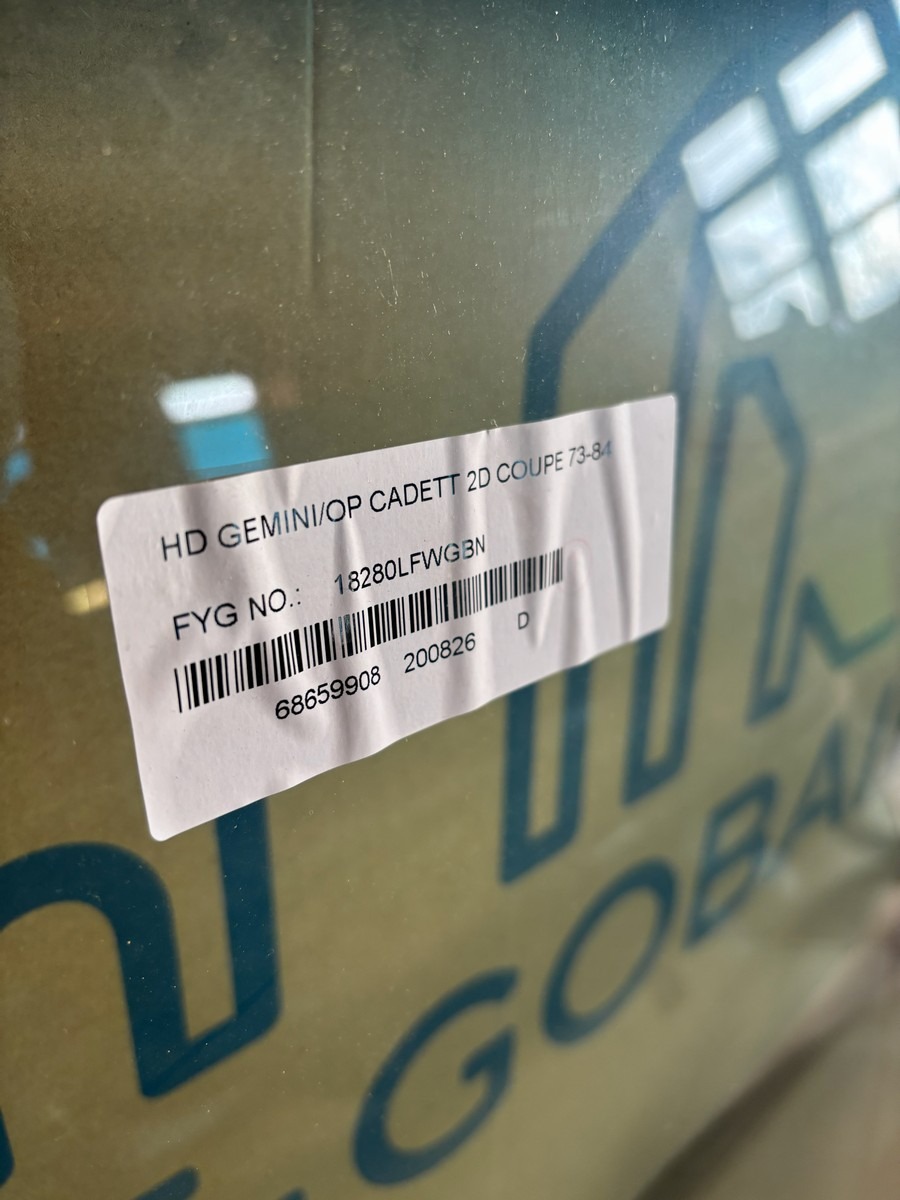 HD GEMINI/OP CADETT 2D COUPE 73-84
FYG NO.: 18280LFWGBN
68659908 200826 D
GOBAI